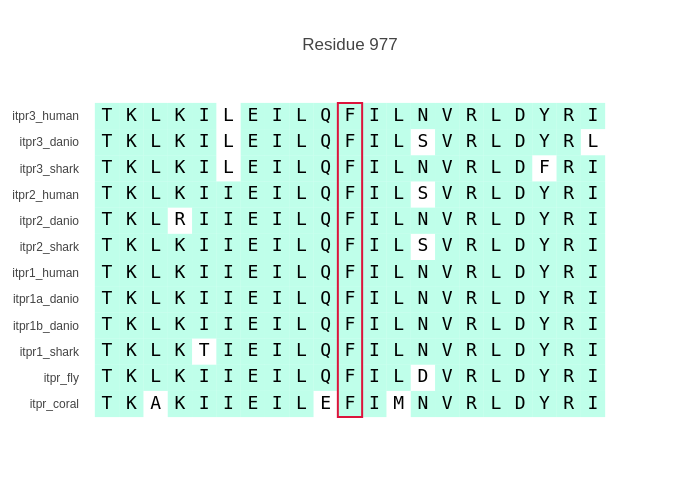 Residue 977
itpr3_human T K L K I L E I L Q F I L N V R L D Y R I
itpr3_danio T K L K I L E I L Q F I L S V R L D Y R L
itpr3_shark T K L K I L E I L Q F I L N V R L D F R I
itpr2_human T K L K I I E I L Q F I L S V R L D Y R I
itpr2_danio T K L R I I E I L Q F I L N V R L D Y R I
itpr2_shark T K L K I I E I L Q F I L S V R L D Y R I
itpr1_human T K L K I I E I L Q F I L N V R L D Y R I
itpr1a_danio T K L K I I E I L Q F I L N V R L D Y R I
itpr1b_danio T K L K I I E I L Q F I L N V R L D Y R I
itpr1_shark T K L K T I E I L Q F I L N V R L D Y R I
itpr_fly T K L K I I E I L Q F I L D V R L D Y R I
itpr_coral T K A K I I E I L E F I M N V R L D Y R I